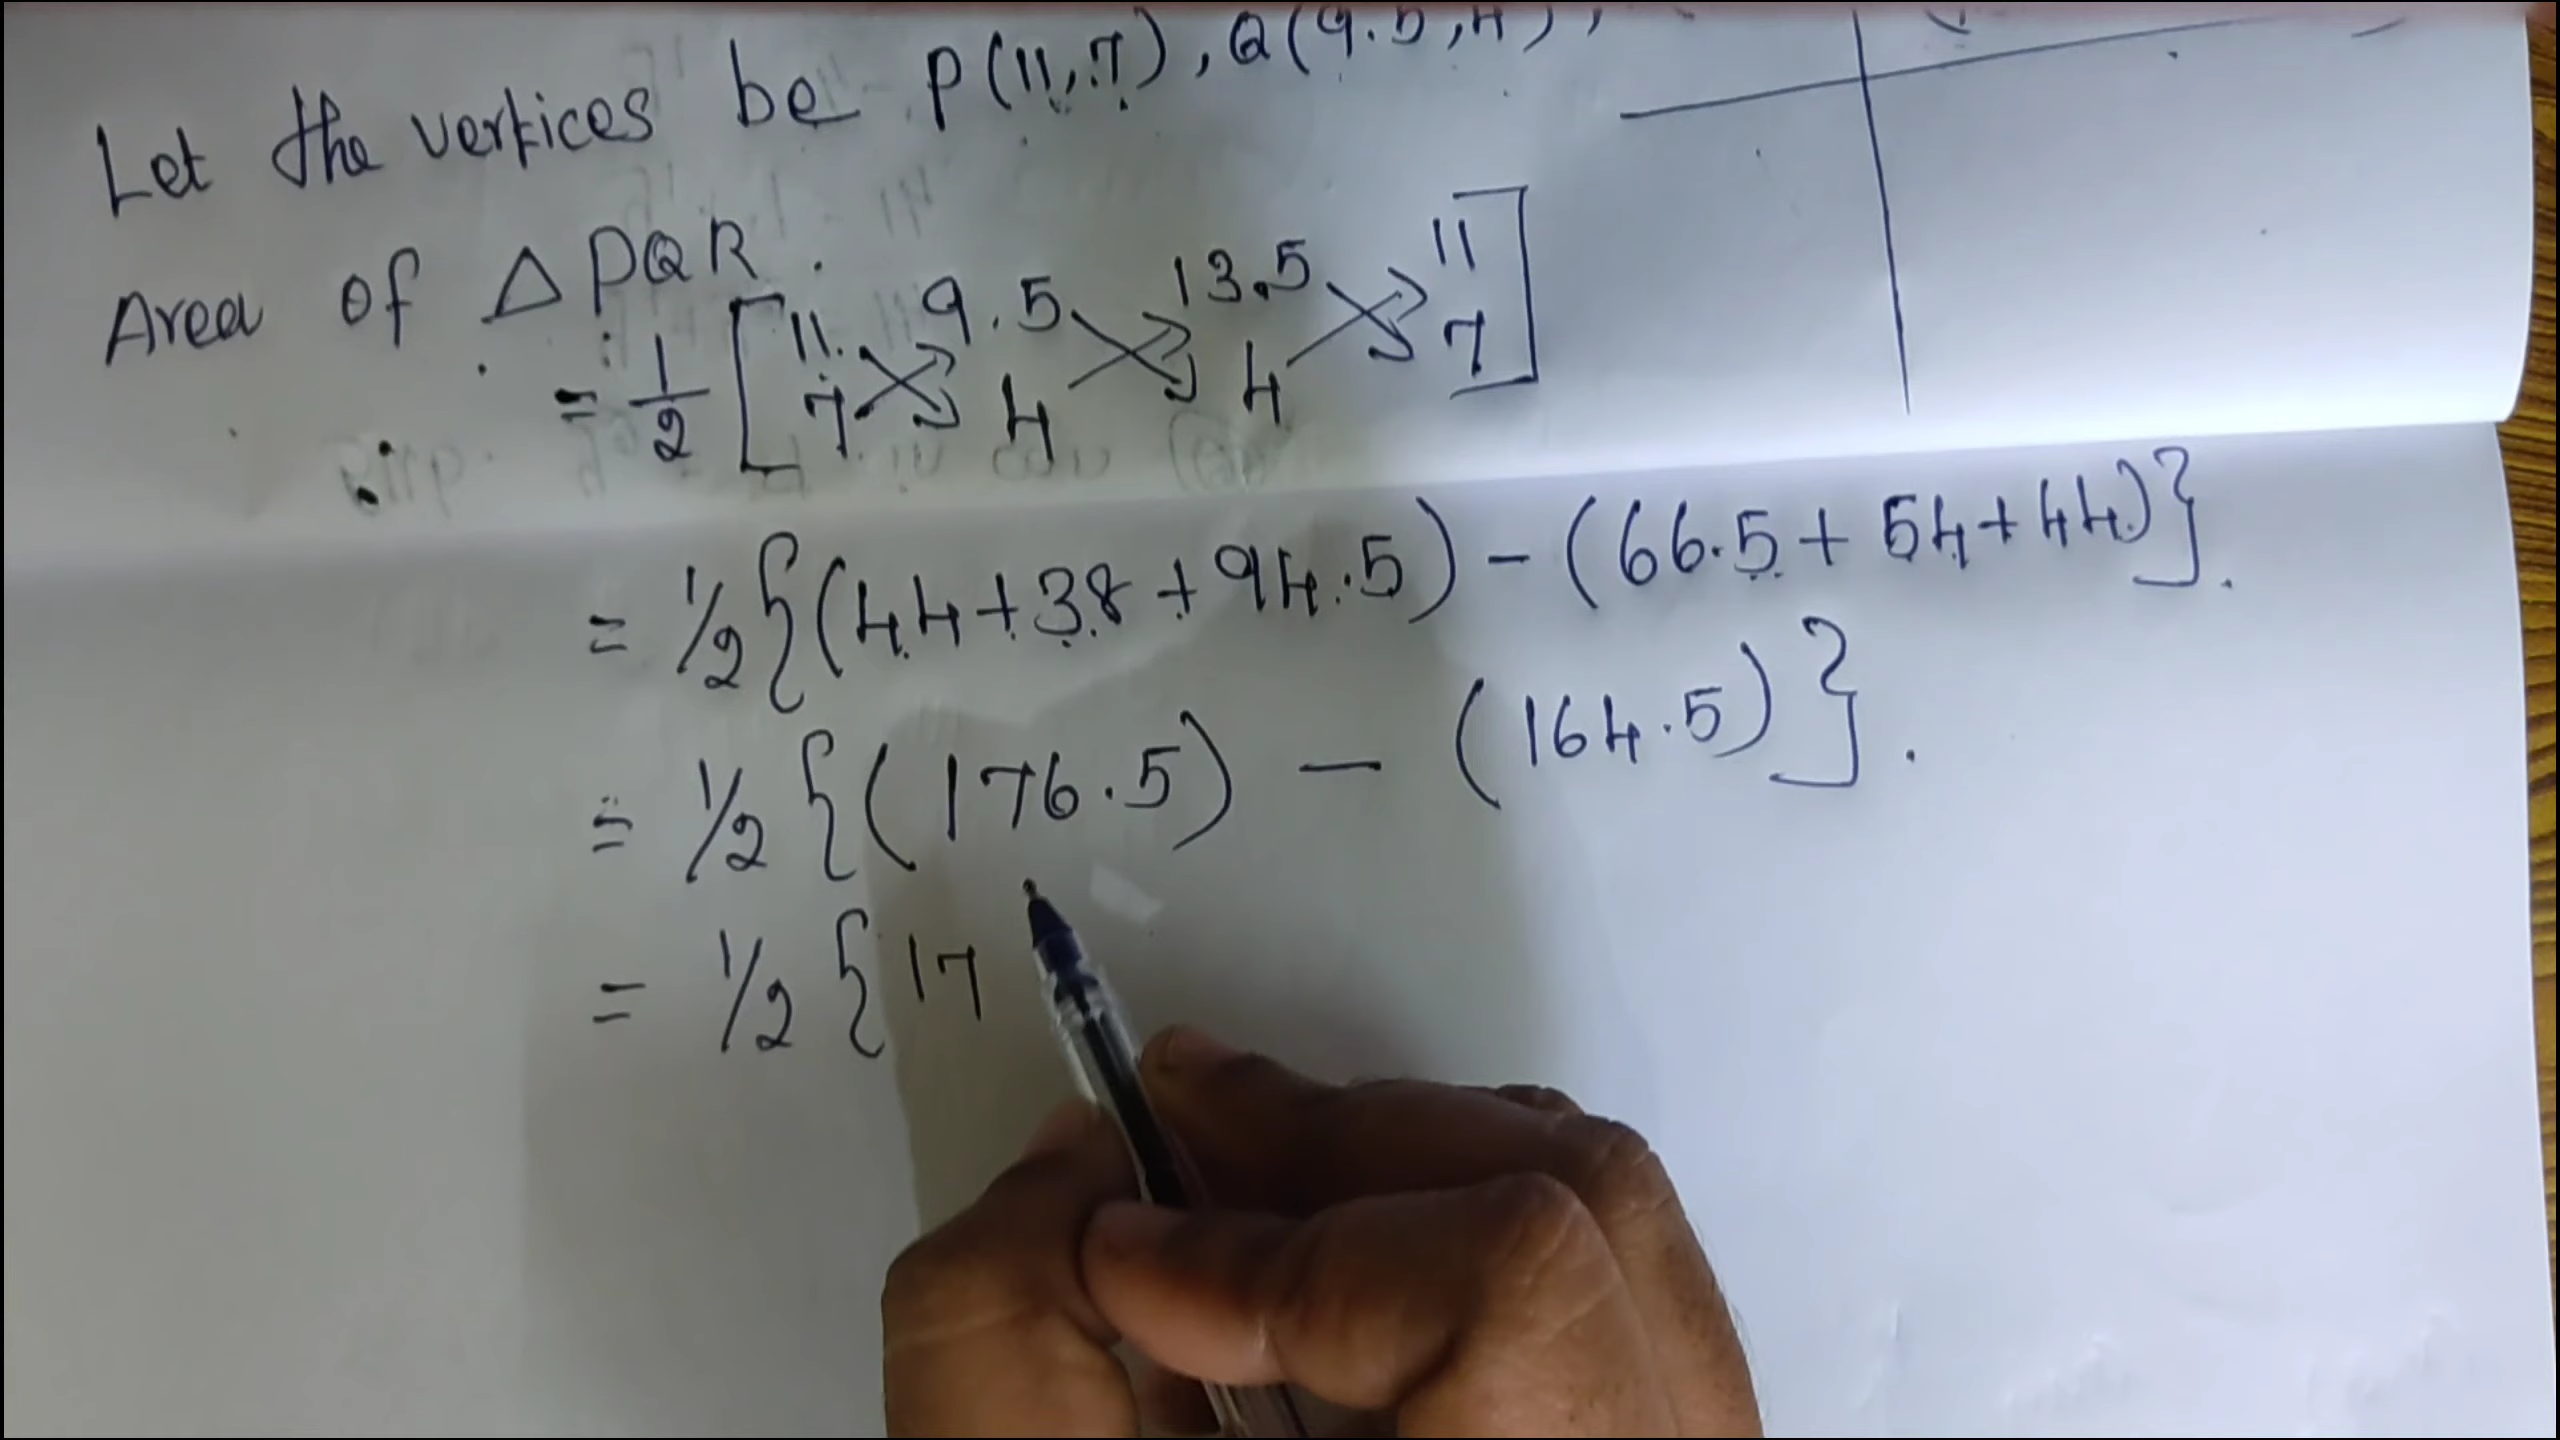 Let the vertices be P(11,7), Q(9.5,4),
Area of △PQR.
= 1/2 [ 11 9.5 13.5 11
7 4 4 7 ]
= 1/2 {(44+38+94.5) - (66.5+54+44)}.
= 1/2 {(176.5) - (164.5)}.
= 1/2 {17